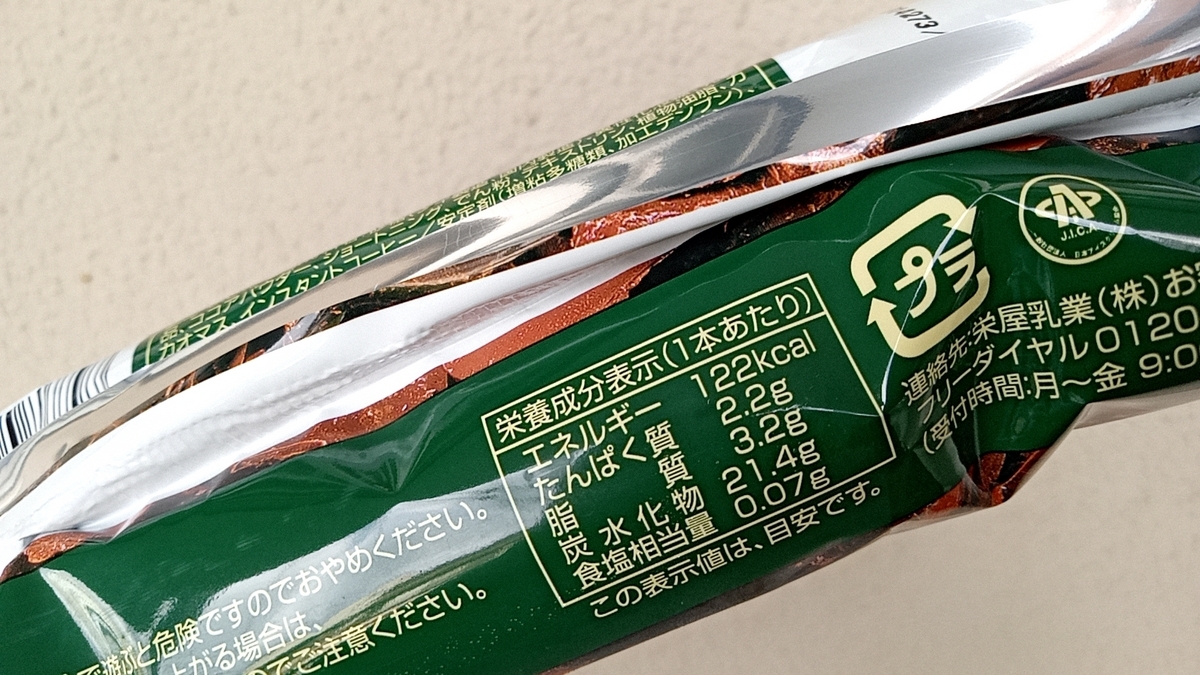 4273/
カカオマス、インスタントコーヒー/安定剤(増粘多糖類、加工デンプン)、
ココアパウダー、ショートニング、でん粉、デキストリン、植物油脂、カ
栄養成分表示(1本あたり)
エネルギー 122kcal
たんぱく質 2.2g
脂質 3.2g
炭水化物 21.4g
食塩相当量 0.07g
この表示値は、目安です。
プラ
J.I.C.A
連絡先:栄屋乳業(株)お
フリーダイヤル0120
(受付時間:月〜金 9:0
で遊ぶと危険ですのでおやめください。
上がる場合は、
のでご注意ください。